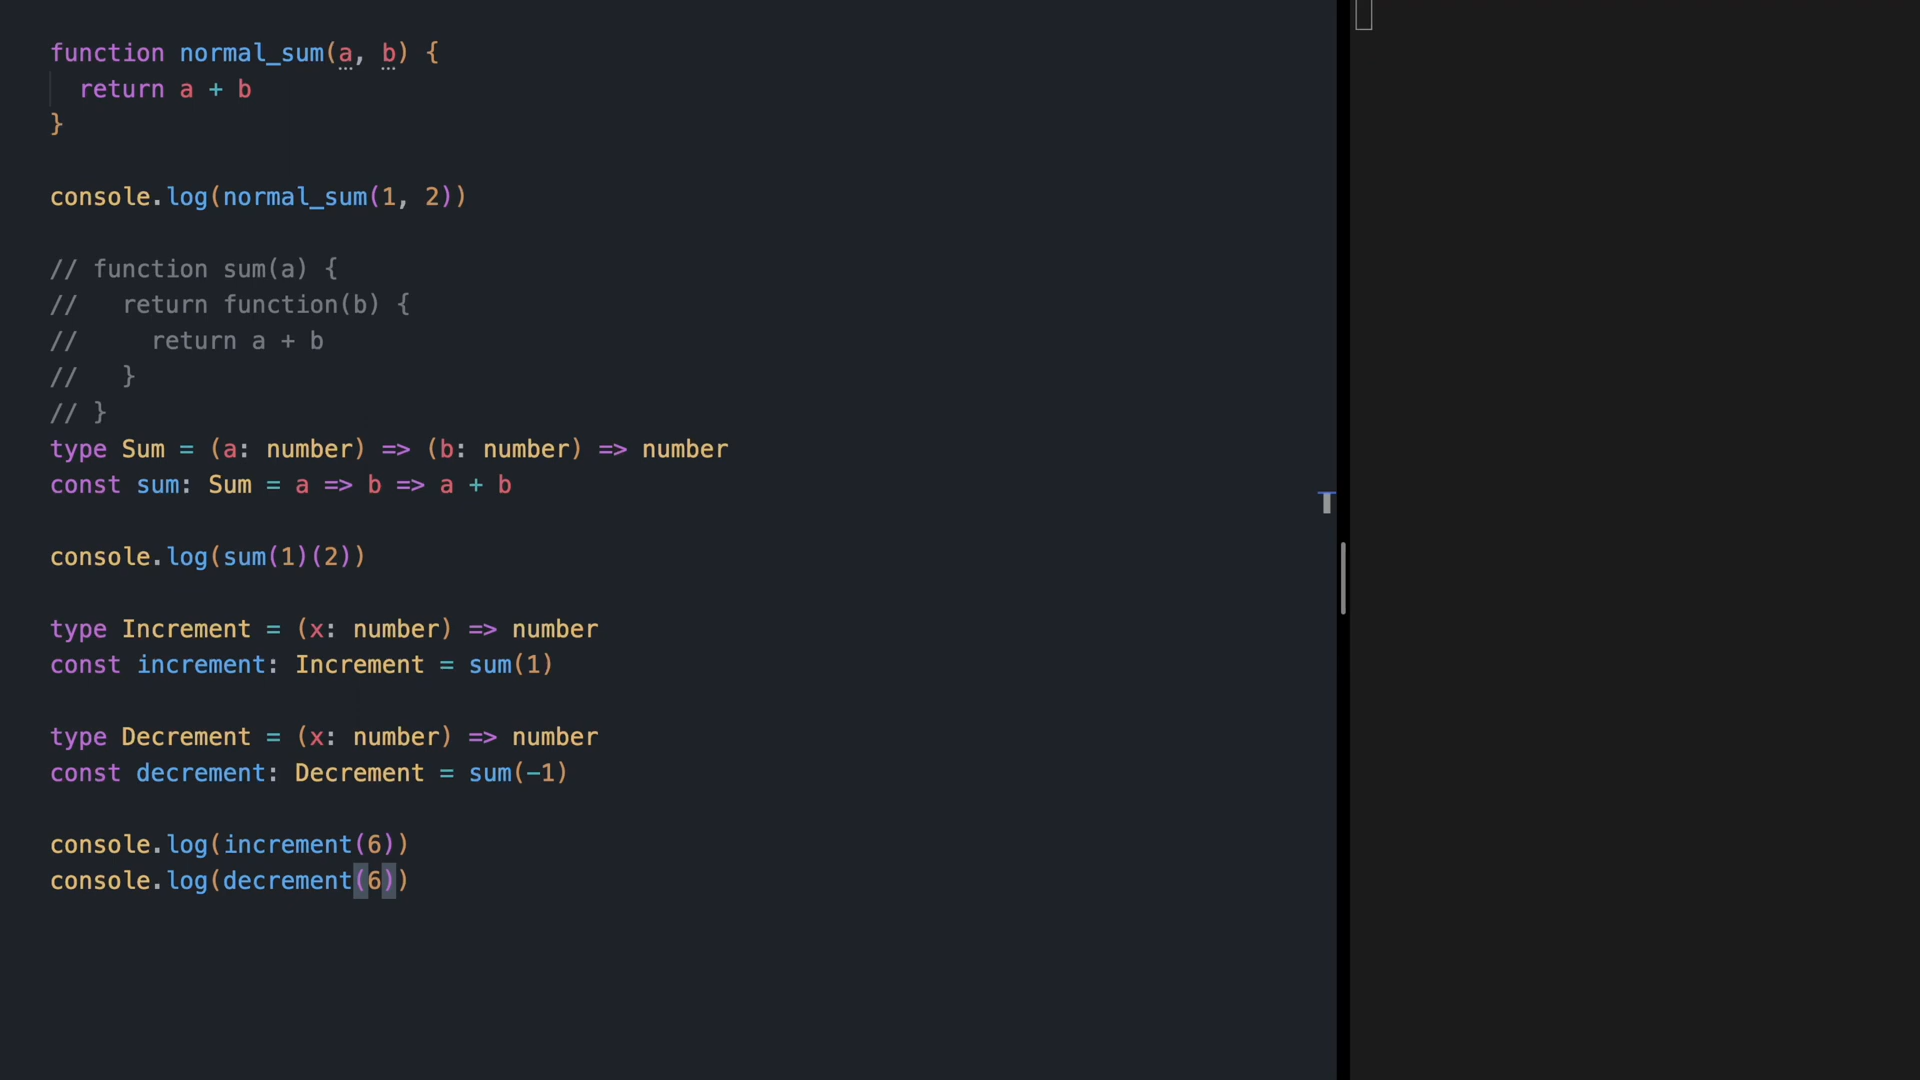 function normal_sum(a, b) {
  return a + b
}
console.log(normal_sum(1, 2))
// function sum(a) {
//   return function(b) {
//     return a + b
//   }
// }
type Sum = (a: number) => (b: number) => number
const sum: Sum = a => b => a + b
console.log(sum(1)(2))
type Increment = (x: number) => number
const increment: Increment = sum(1)
type Decrement = (x: number) => number
const decrement: Decrement = sum(-1)
console.log(increment(6))
console.log(decrement(6))